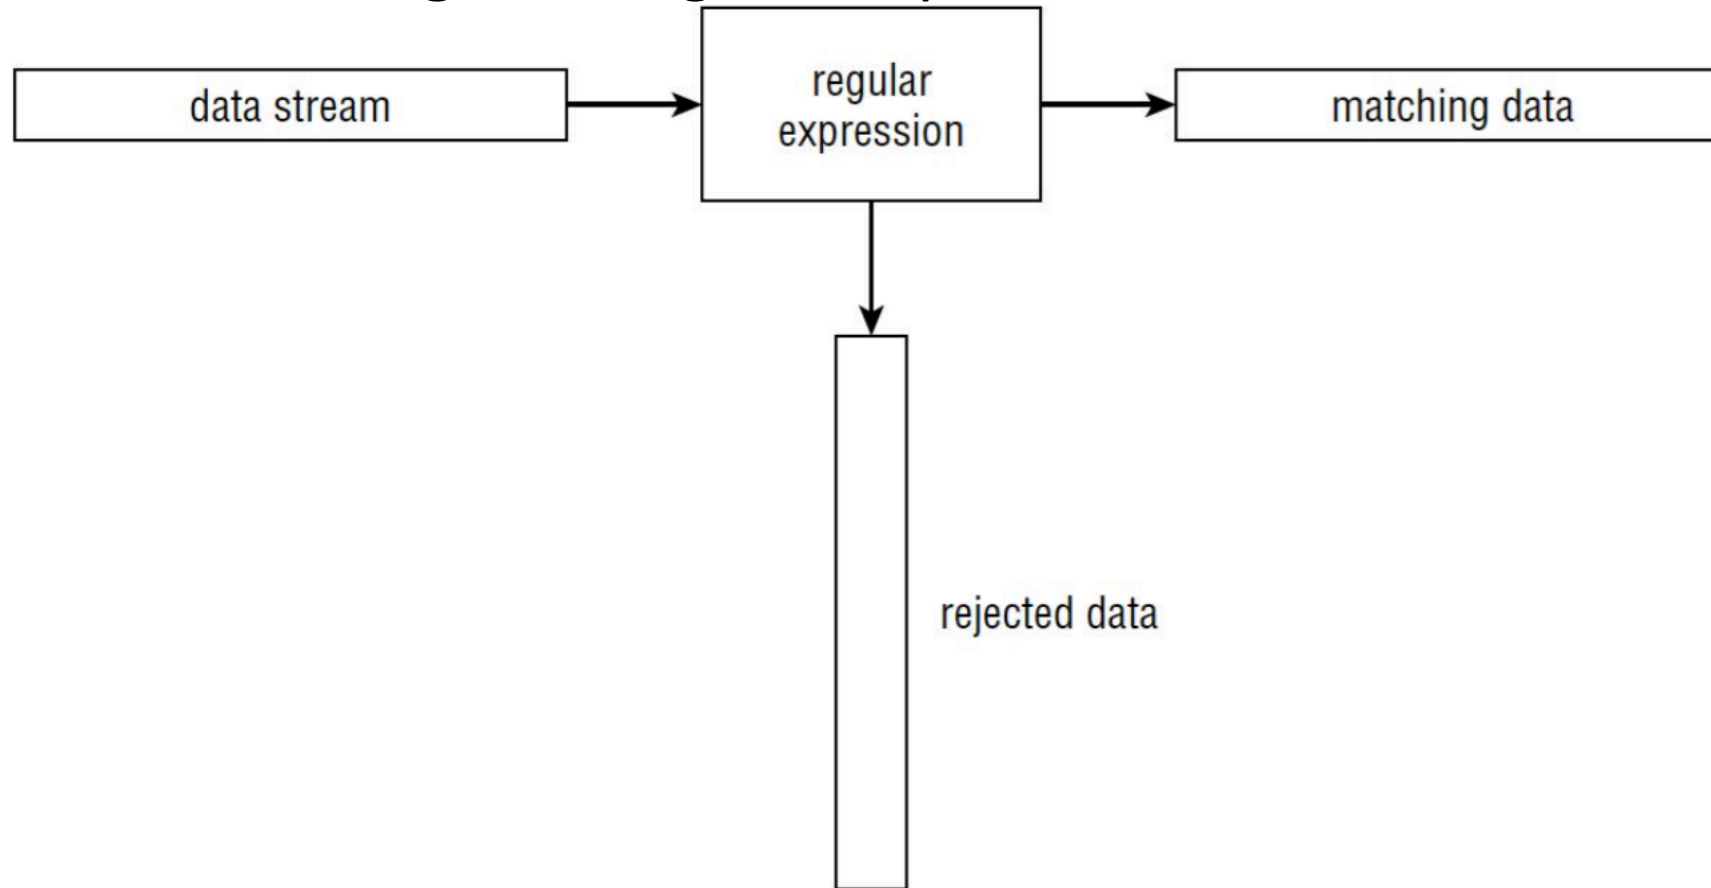 data stream
regular
expression
matching data
rejected data